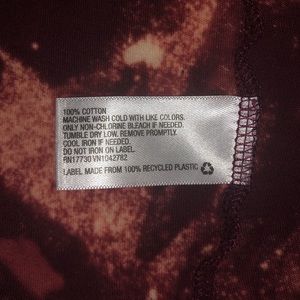 100% COTTON
MACHINE WASH COLD WITH LIKE COLORS.
ONLY NON-CHLORINE BLEACH IF NEEDED.
TUMBLE DRY LOW. REMOVE PROMPTLY.
COOL IRON IF NEEDED.
DO NOT IRON ON LABEL.
RN17730 VN1042782
LABEL MADE FROM 100% RECYCLED PLASTIC